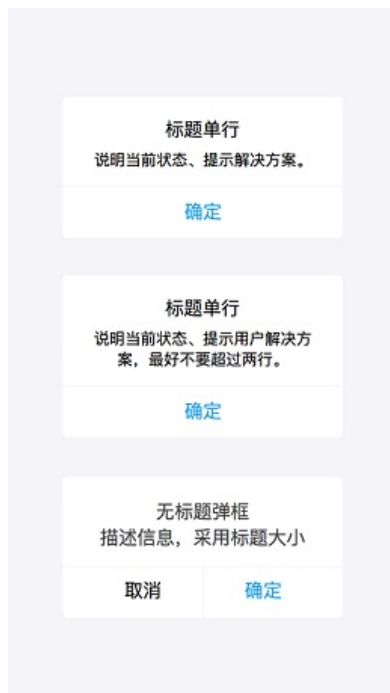 标题单行
说明当前状态、提示解决方案。
确定
标题单行
说明当前状态、提示用户解决方
案，最好不要超过两行。
确定
无标题弹框
描述信息，采用标题大小
取消
确定